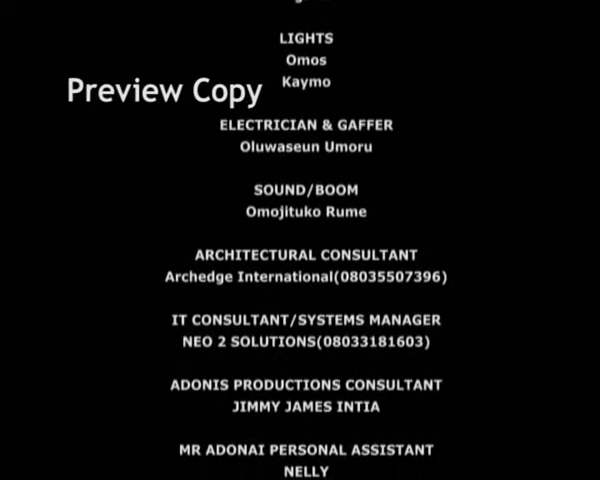 LIGHTS
Omos
Kaymo
Preview Copy
ELECTRICIAN & GAFFER
Oluwaseun Umoru
SOUND/BOOM
Omojituko Rume
ARCHITECTURAL CONSULTANT
Archedge International(08035507396)
IT CONSULTANT/SYSTEMS MANAGER
NEO 2 SOLUTIONS(08033181603)
ADONIS PRODUCTIONS CONSULTANT
JIMMY JAMES INTIA
MR ADONAI PERSONAL ASSISTANT
NELLY